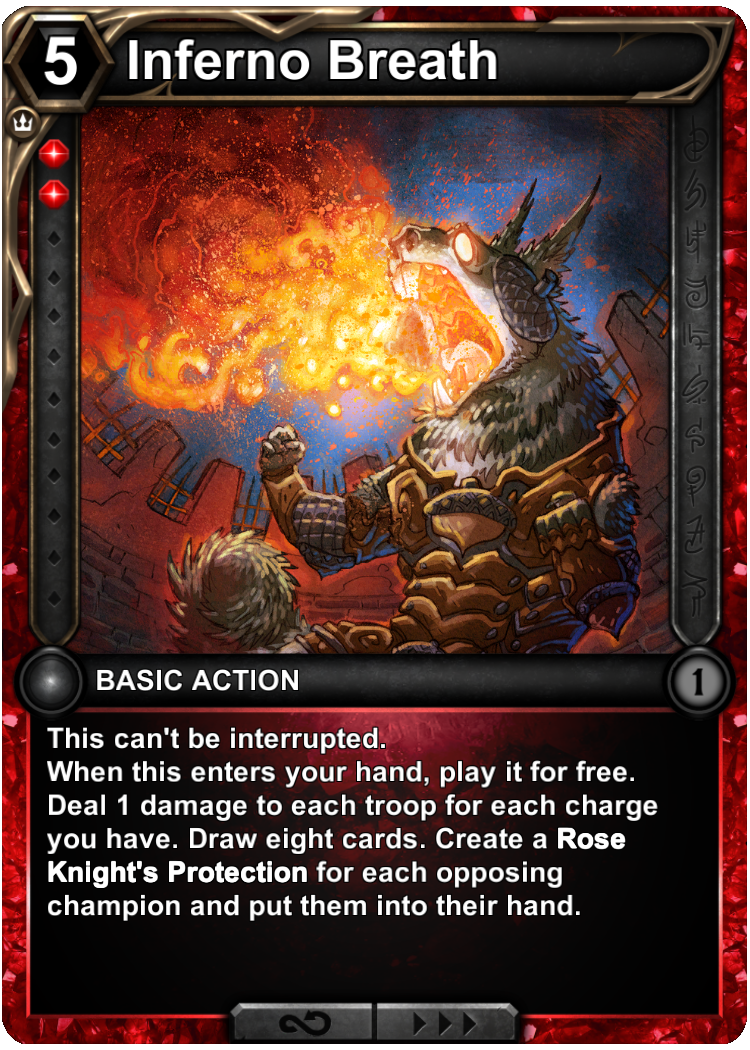 5 Inferno Breath
BASIC ACTION
1
This can't be interrupted.
When this enters your hand, play it for free.
Deal 1 damage to each troop for each charge
you have. Draw eight cards. Create a Rose
Knight's Protection for each opposing
champion and put them into their hand.